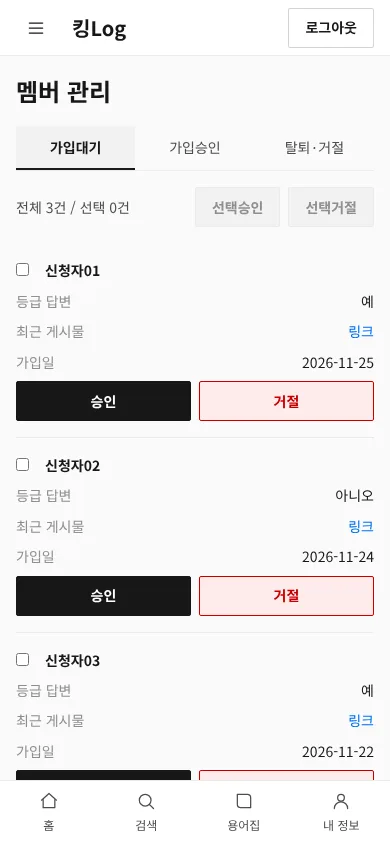 킹Log
로그아웃
멤버 관리
가입대기 가입승인 탈퇴·거절
전체 3건 / 선택 0건 선택승인 선택거절
신청자01
등급 답변 예
최근 게시물 링크
가입일 2026-11-25
승인 거절
신청자02
등급 답변 아니오
최근 게시물 링크
가입일 2026-11-24
승인 거절
신청자03
등급 답변 예
최근 게시물 링크
가입일 2026-11-22
홈 검색 용어집 내 정보